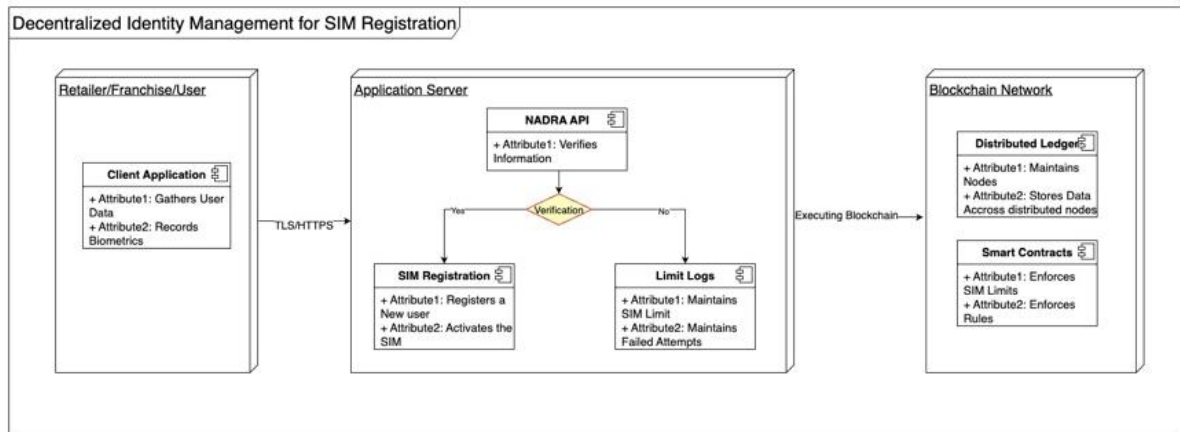 Decentralized Identity Management for SIM Registration
Retailer/Franchise/User
Client Application
+ Attribute1: Gathers User
Data
+ Attribute2: Records
Biometrics
TLS/HTTPS
Application Server
NADRA API
+ Attribute1: Verifies
Information
Verification
Yes
No
SIM Registration
+ Attribute1: Registers a
New user
+ Attribute2: Activates the
SIM
Limit Logs
+ Attribute1: Maintains
SIM Limit
+ Attribute2: Maintains
Failed Attempts
Executing Blockchain
Blockchain Network
Distributed Ledger
+ Attribute1: Maintains
Nodes
+ Attribute2: Stores Data
Accross distributed nodes
Smart Contracts
+ Attribute1: Enforces
SIM Limits
+ Attribute2: Enforces
Rules